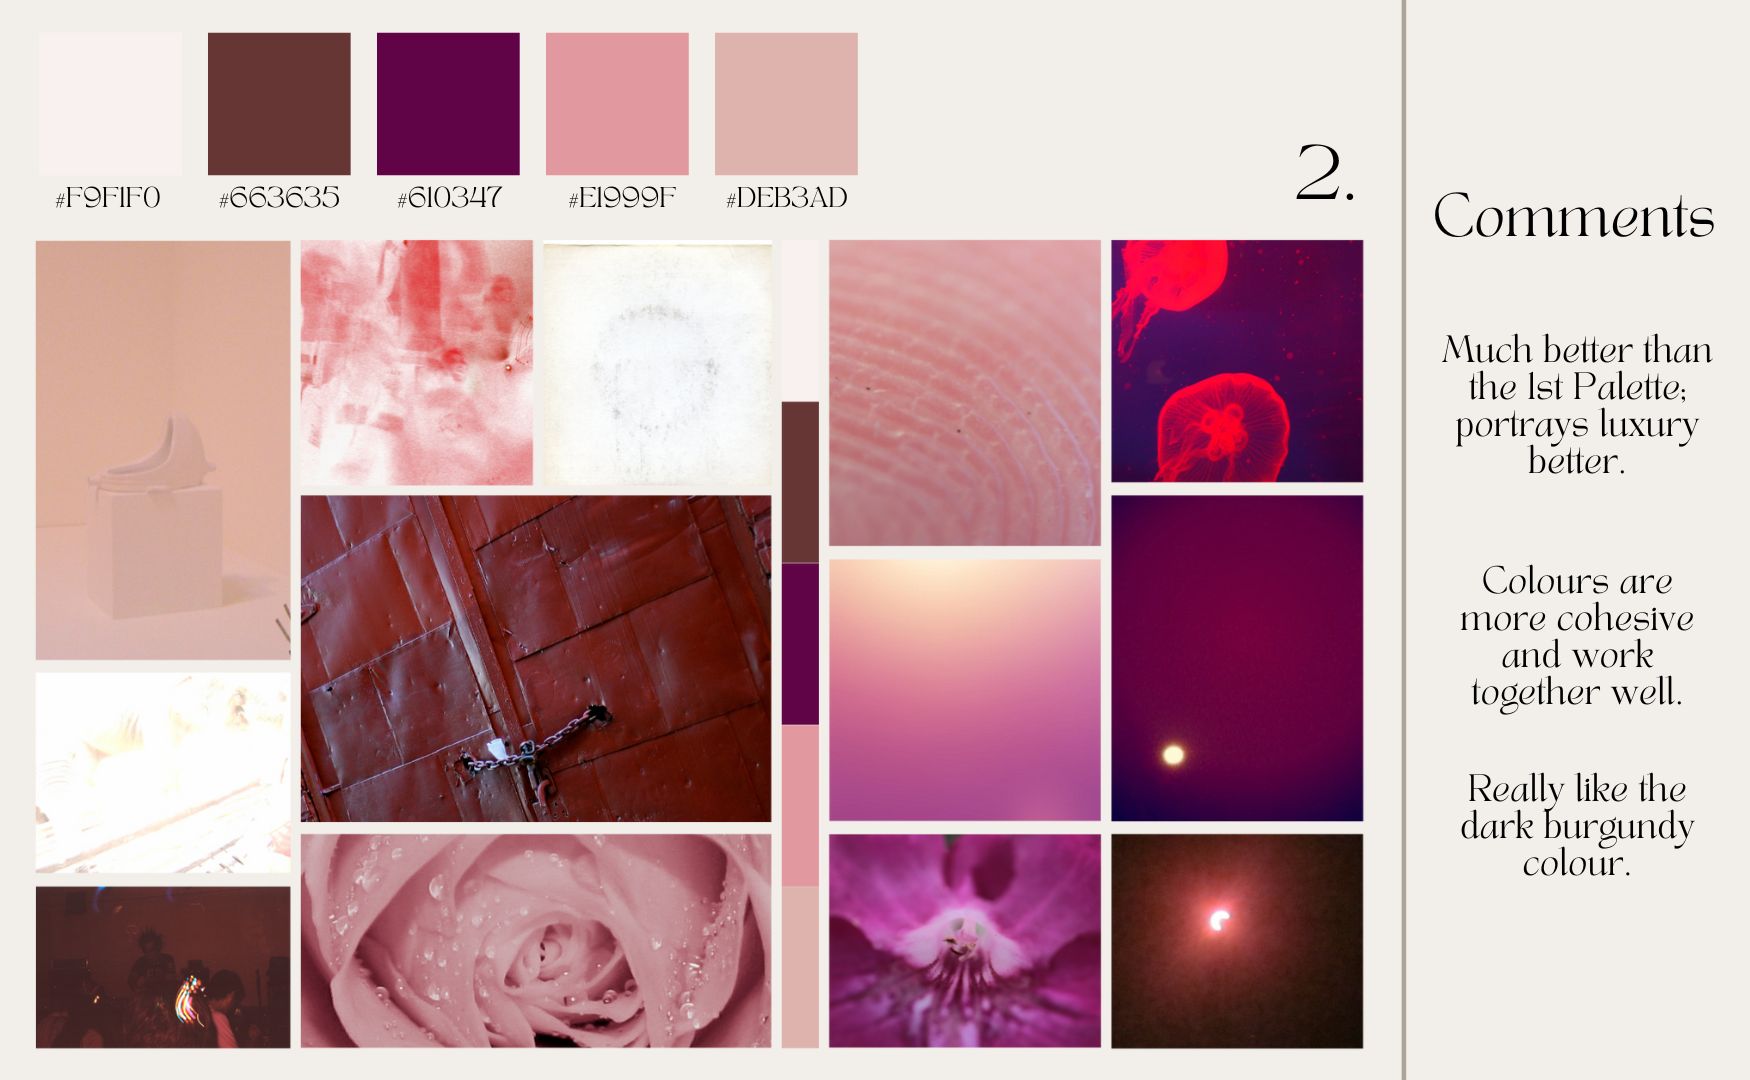 #F9F1F0
#663635
#610347
#E1999F
#DEB3AD
2.
Comments
Much better than
the 1st Palette;
portrays luxury
better.
Colours are
more cohesive
and work
together well.
Really like the
dark burgundy
colour.